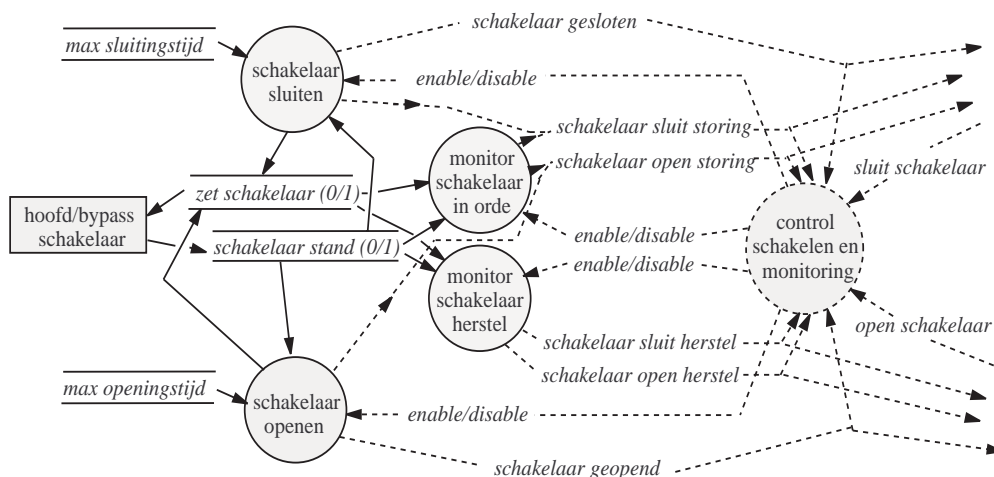 schakelaar gesloten
max sluitingstijd
schakelaar
sluiten
enable/disable
schakelaar sluit storing
schakelaar open storing
monitor
schakelaar
in orde
sluit schakelaar
zet schakelaar (0/1)
hoofd/bypass
schakelaar
schakelaar stand (0/1)
control
schakelen en
monitoring
enable/disable
enable/disable
monitor
schakelaar
herstel
open schakelaar
schakelaar sluit herstel
schakelaar open herstel
max openingstijd
schakelaar
openen
enable/disable
schakelaar geopend